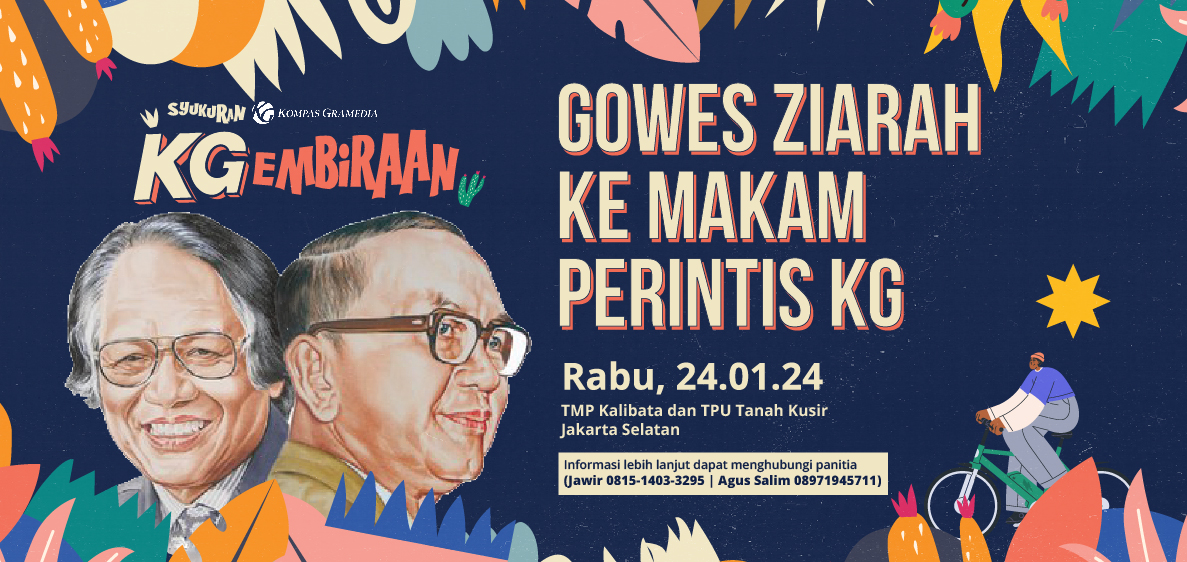 SYUKURAN KOMPAS GRAMEDIA
KGEMBIRAAN
GOWES ZIARAH
KE MAKAM
PERINTIS KG
Rabu, 24.01.24
TMP Kalibata dan TPU Tanah Kusir
Jakarta Selatan
Informasi lebih lanjut dapat menghubungi panitia
(Jawir 0815-1403-3295 | Agus Salim 08971945711)